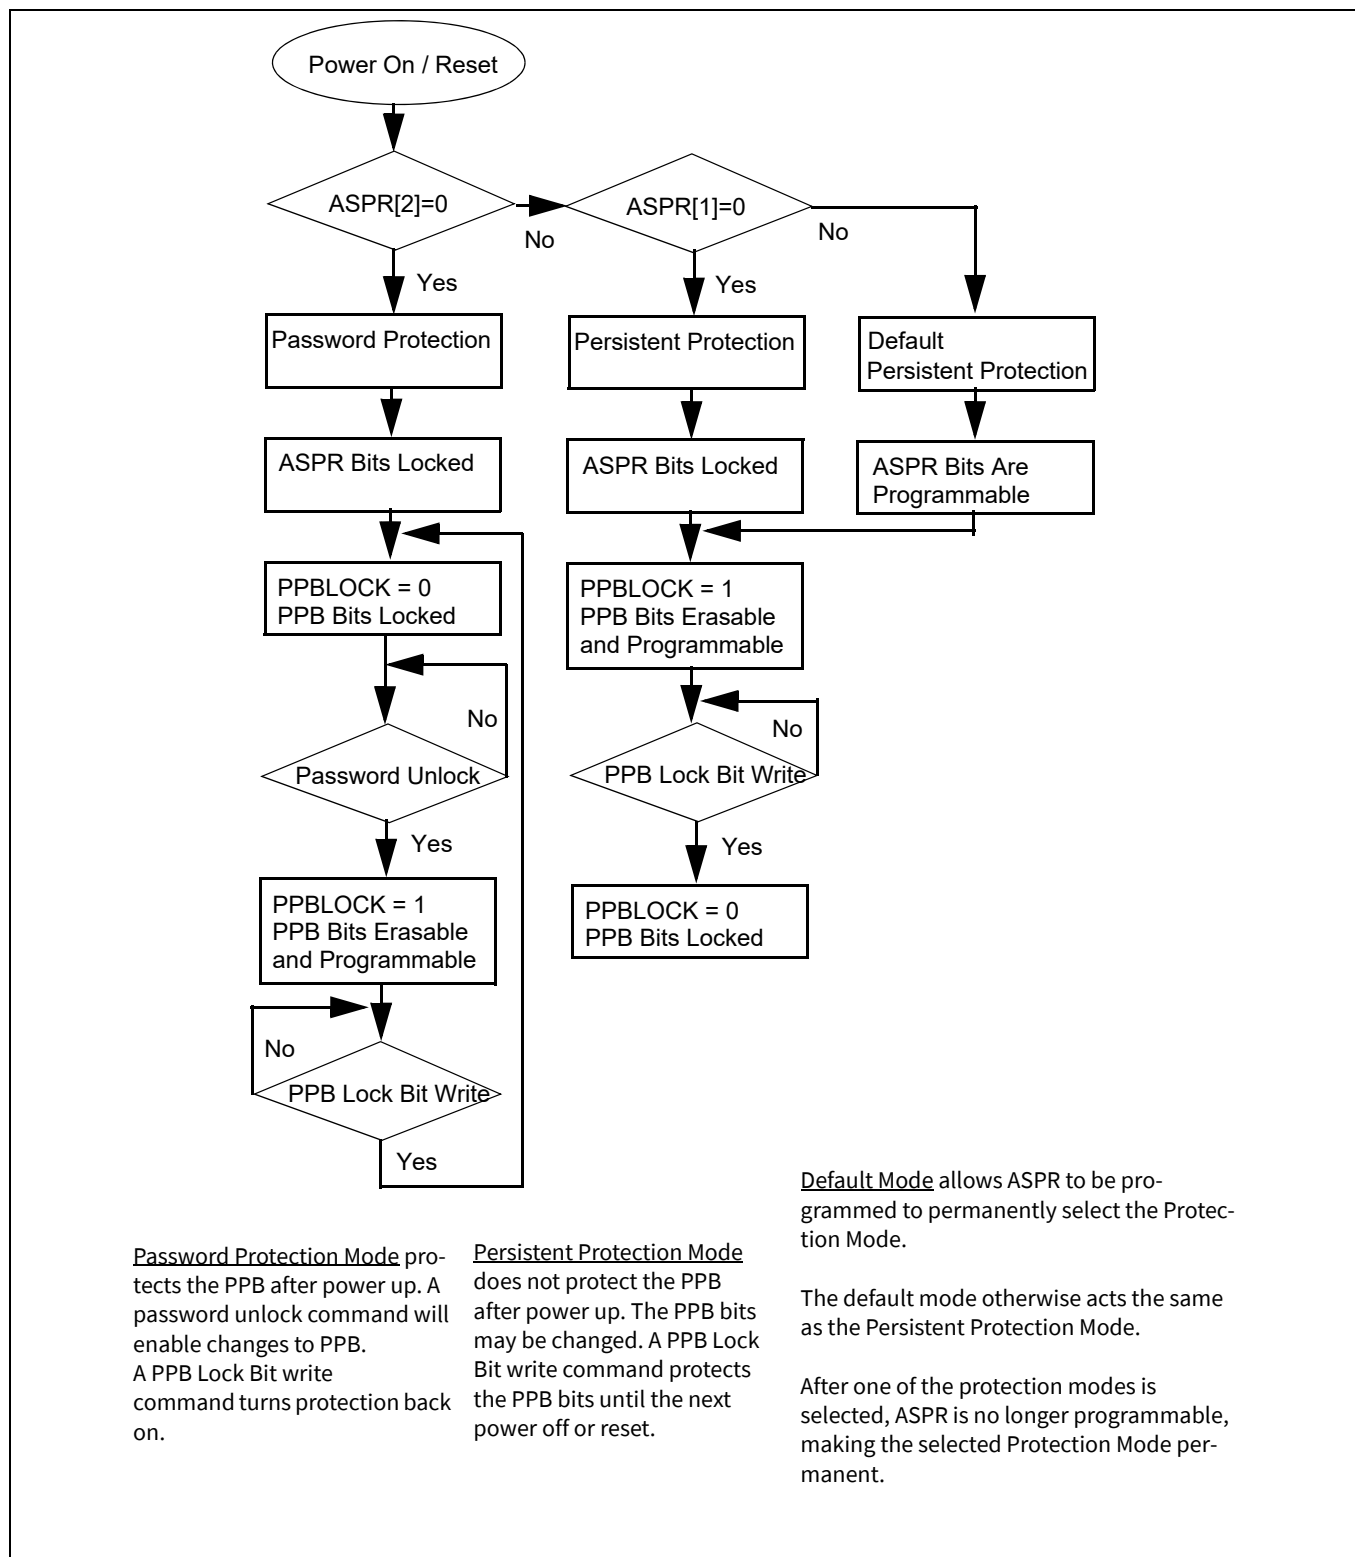 Power On / Reset
ASPR[2]=0
No
ASPR[1]=0
No
Yes
Yes
Password Protection
Persistent Protection
Default
Persistent Protection
ASPR Bits Locked
ASPR Bits Locked
ASPR Bits Are
Programmable
PPBLOCK = 0
PPB Bits Locked
PPBLOCK = 1
PPB Bits Erasable
and Programmable
No
No
Password Unlock
PPB Lock Bit Write
Yes
Yes
PPBLOCK = 1
PPB Bits Erasable
and Programmable
PPBLOCK = 0
PPB Bits Locked
No
PPB Lock Bit Write
Yes
Password Protection Mode pro-
tects the PPB after power up. A
password unlock command will
enable changes to PPB.
A PPB Lock Bit write
command turns protection back
on.
Persistent Protection Mode
does not protect the PPB
after power up. The PPB bits
may be changed. A PPB Lock
Bit write command protects
the PPB bits until the next
power off or reset.
Default Mode allows ASPR to be pro-
grammed to permanently select the Protec-
tion Mode.
The default mode otherwise acts the same
as the Persistent Protection Mode.
After one of the protection modes is
selected, ASPR is no longer programmable,
making the selected Protection Mode per-
manent.